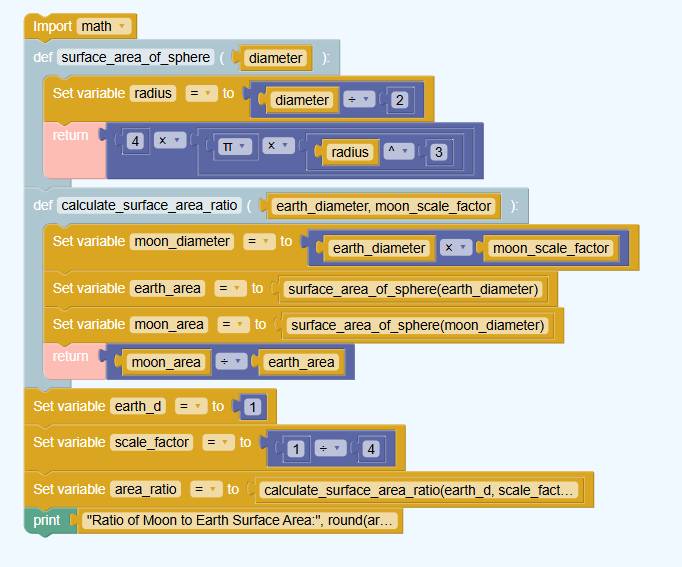 Import math
def surface_area_of_sphere ( diameter ):
Set variable radius = to diameter ÷ 2
return 4 × π × radius ^ 3
def calculate_surface_area_ratio ( earth_diameter, moon_scale_factor ):
Set variable moon_diameter = to earth_diameter × moon_scale_factor
Set variable earth_area = to surface_area_of_sphere(earth_diameter)
Set variable moon_area = to surface_area_of_sphere(moon_diameter)
return moon_area ÷ earth_area
Set variable earth_d = to 1
Set variable scale_factor = to 1 ÷ 4
Set variable area_ratio = to calculate_surface_area_ratio(earth_d, scale_fact...
print "Ratio of Moon to Earth Surface Area:", round(ar...